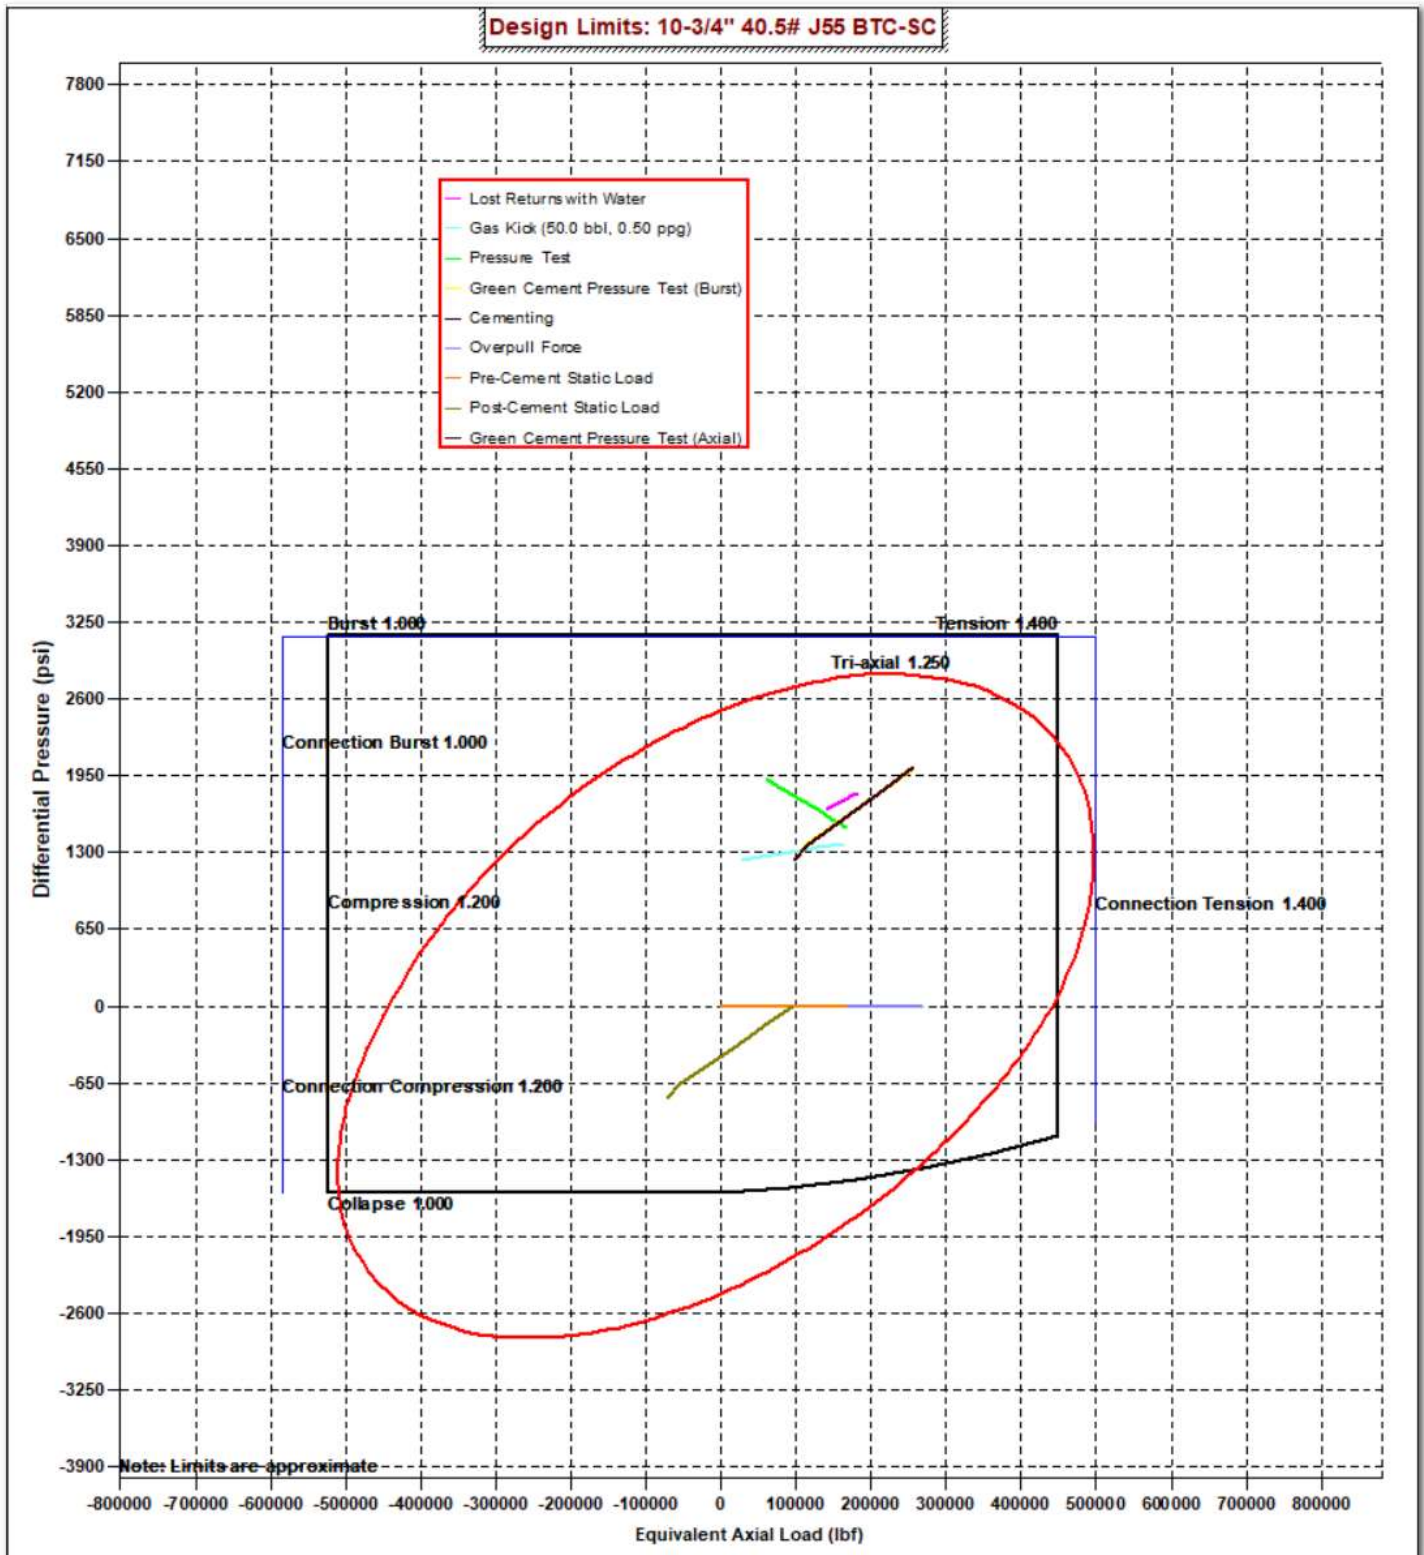 Design Limits: 10-3/4" 40.5# J55 BTC-SC
7800
7150
6500
5850
5200
4550
3900
3250
2600
1950
1300
650
0
-650
-1300
-1950
-2600
-3250
-3900
Differential Pressure (psi)
Lost Returns with Water
Gas Kick (50.0 bbl, 0.50 ppg)
Pressure Test
Green Cement Pressure Test (Burst)
Cementing
Overpull Force
Pre-Cement Static Load
Post-Cement Static Load
Green Cement Pressure Test (Axial)
Burst 1.000
Tension 1.400
Tri-axial 1.250
Connection Burst 1.000
Compression 1.200
Connection Tension 1.400
Connection Compression 1.200
Collapse 1.000
Note: Limits are approximate
-800000 -700000 -600000 -500000 -400000 -300000 -200000 -100000 0 100000 200000 300000 400000 500000 600000 700000 800000
Equivalent Axial Load (lbf)